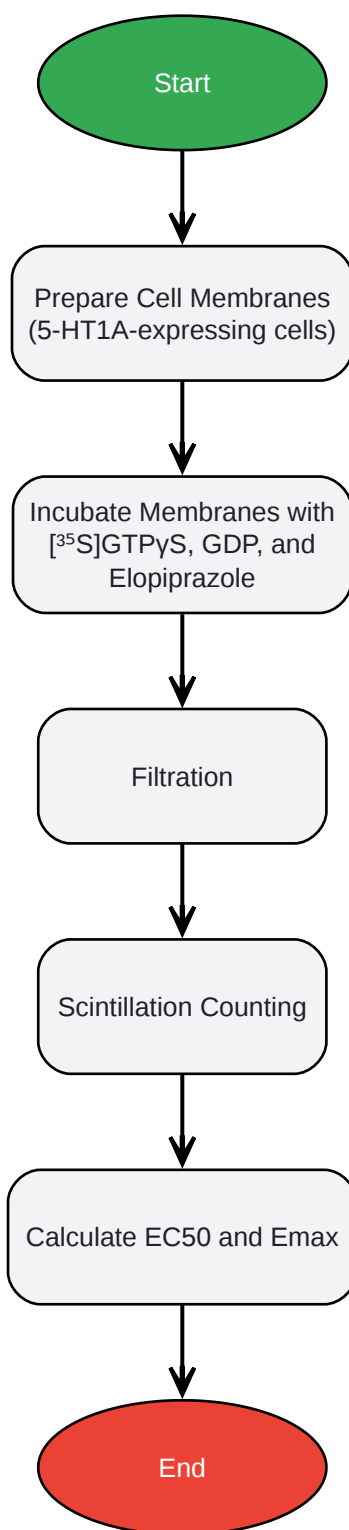 Start
Prepare Cell Membranes
(5-HT1A-expressing cells)
Incubate Membranes with
[³⁵S]GTPγS, GDP, and
Elopiprazole
Filtration
Scintillation Counting
Calculate EC50 and Emax
End